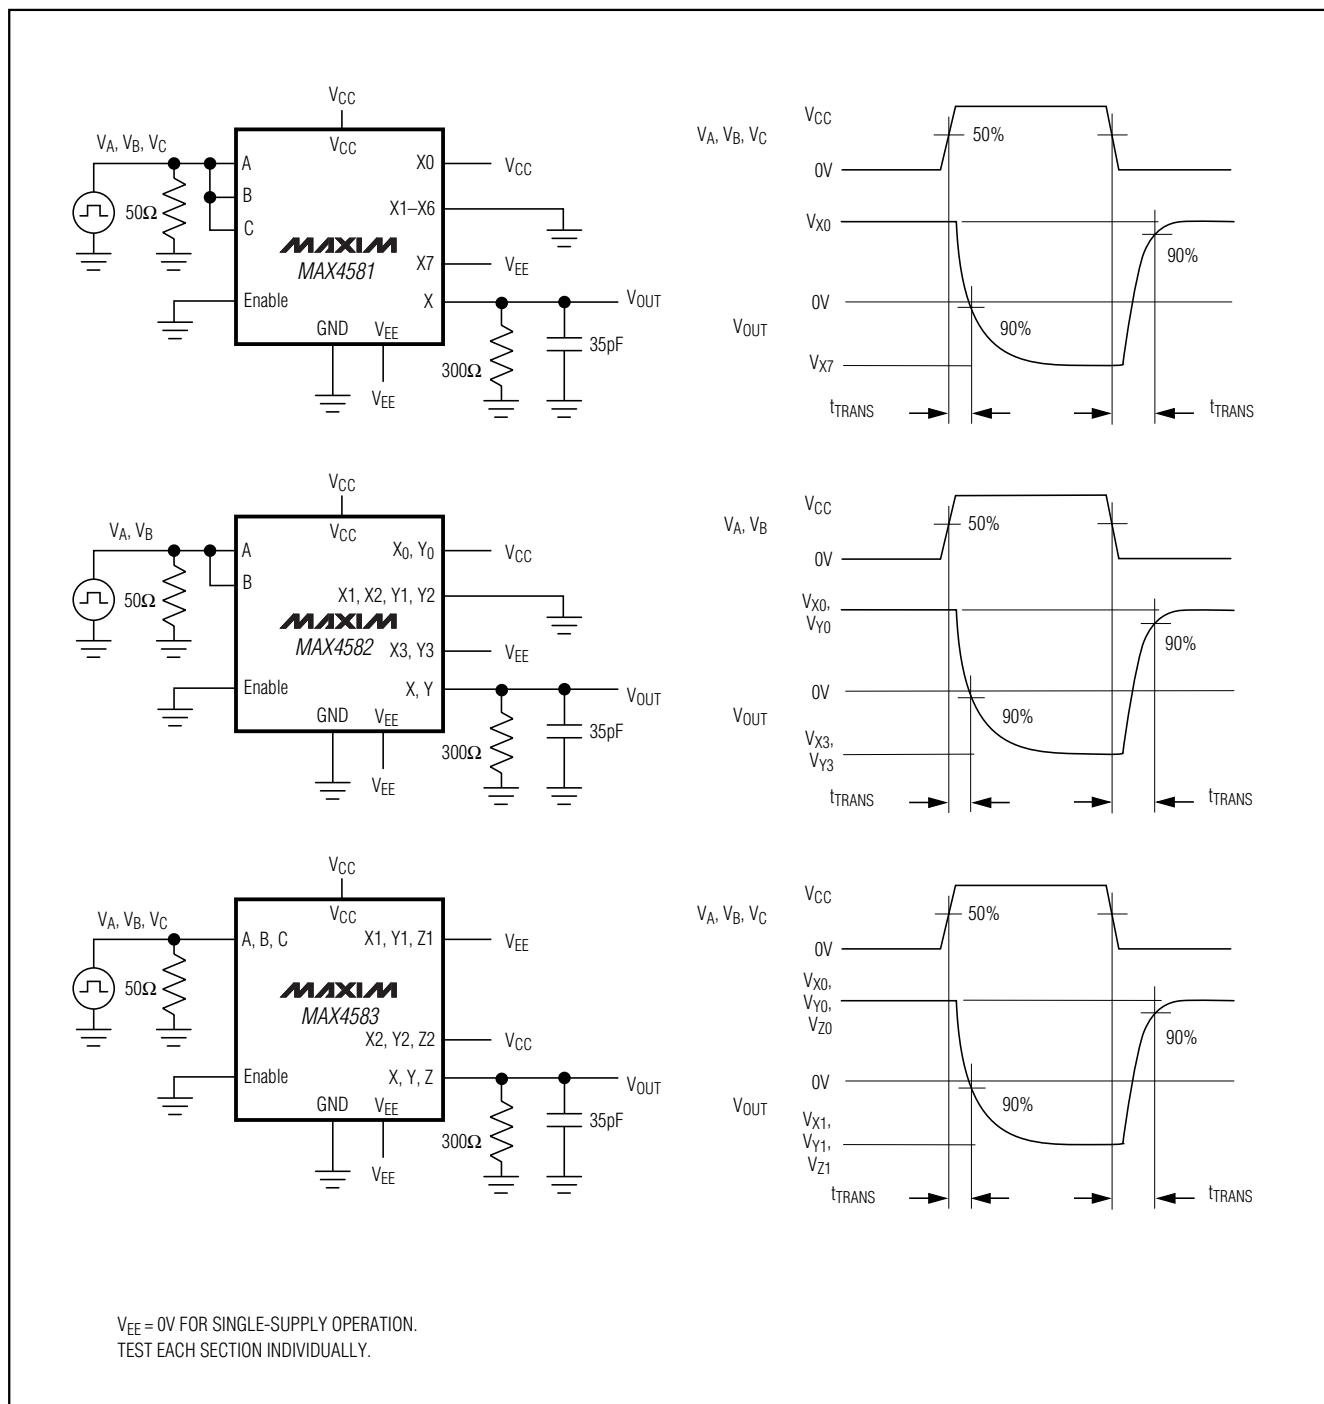 VCC
VA, VB, VC
50Ω
A
B
C
Enable
VCC
X0
VCC
X1–X6
MAXIM
MAX4581
X7
VEE
X
VOUT
GND
VEE
300Ω
35pF
VEE
VA, VB, VC
VCC
50%
0V
VX0
90%
0V
VOUT
90%
VX7
tTRANS
tTRANS
VCC
VA, VB
50Ω
A
B
Enable
VCC
X0, Y0
VCC
X1, X2, Y1, Y2
MAXIM
MAX4582
X3, Y3
VEE
X, Y
VOUT
GND
VEE
300Ω
35pF
VEE
VA, VB
VCC
50%
0V
VX0,
VY0
90%
0V
VOUT
90%
VX3,
VY3
tTRANS
tTRANS
VCC
VA, VB, VC
50Ω
A, B, C
Enable
VCC
X1, Y1, Z1
VEE
MAXIM
MAX4583
X2, Y2, Z2
VCC
X, Y, Z
VOUT
GND
VEE
300Ω
35pF
VEE
VA, VB, VC
VCC
50%
0V
VX0,
VY0,
VZ0
90%
0V
VOUT
90%
VX1,
VY1,
VZ1
tTRANS
tTRANS
VEE = 0V FOR SINGLE-SUPPLY OPERATION.
TEST EACH SECTION INDIVIDUALLY.